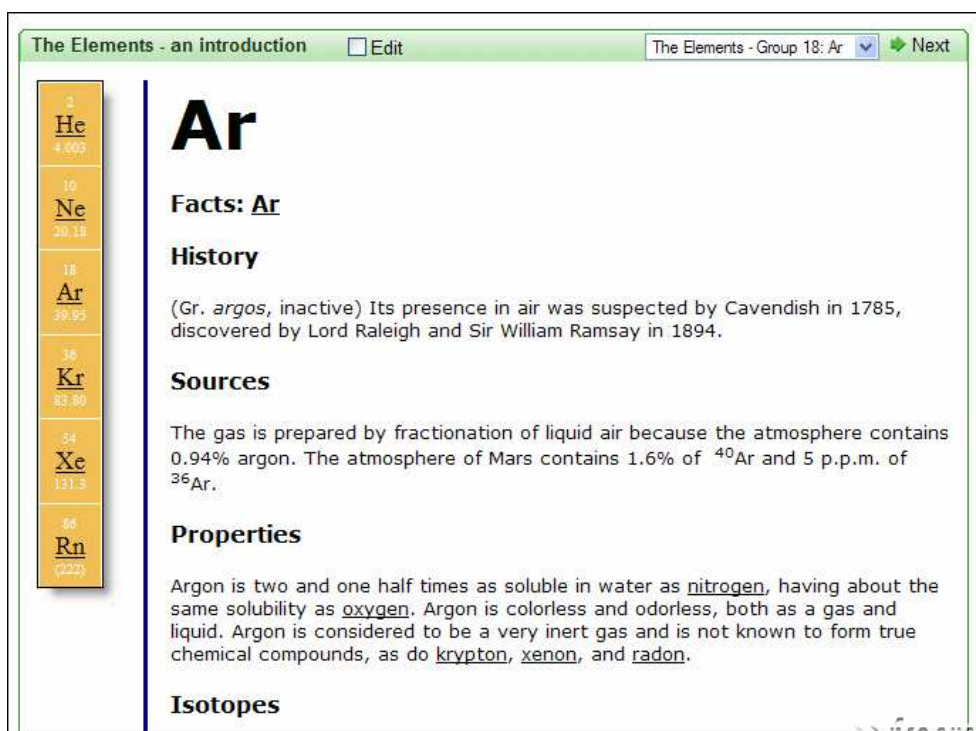 The Elements - an introduction
Edit
The Elements - Group 18: Ar
Next
2
He
4.003
10
Ne
20.18
18
Ar
39.95
36
Kr
83.80
54
Xe
131.3
86
Rn
(222)
Ar
Facts: Ar
History
(Gr. argos, inactive) Its presence in air was suspected by Cavendish in 1785,
discovered by Lord Raleigh and Sir William Ramsay in 1894.
Sources
The gas is prepared by fractionation of liquid air because the atmosphere contains
0.94% argon. The atmosphere of Mars contains 1.6% of ⁴⁰Ar and 5 p.p.m. of
³⁶Ar.
Properties
Argon is two and one half times as soluble in water as nitrogen, having about the
same solubility as oxygen. Argon is colorless and odorless, both as a gas and
liquid. Argon is considered to be a very inert gas and is not known to form true
chemical compounds, as do krypton, xenon, and radon.
Isotopes